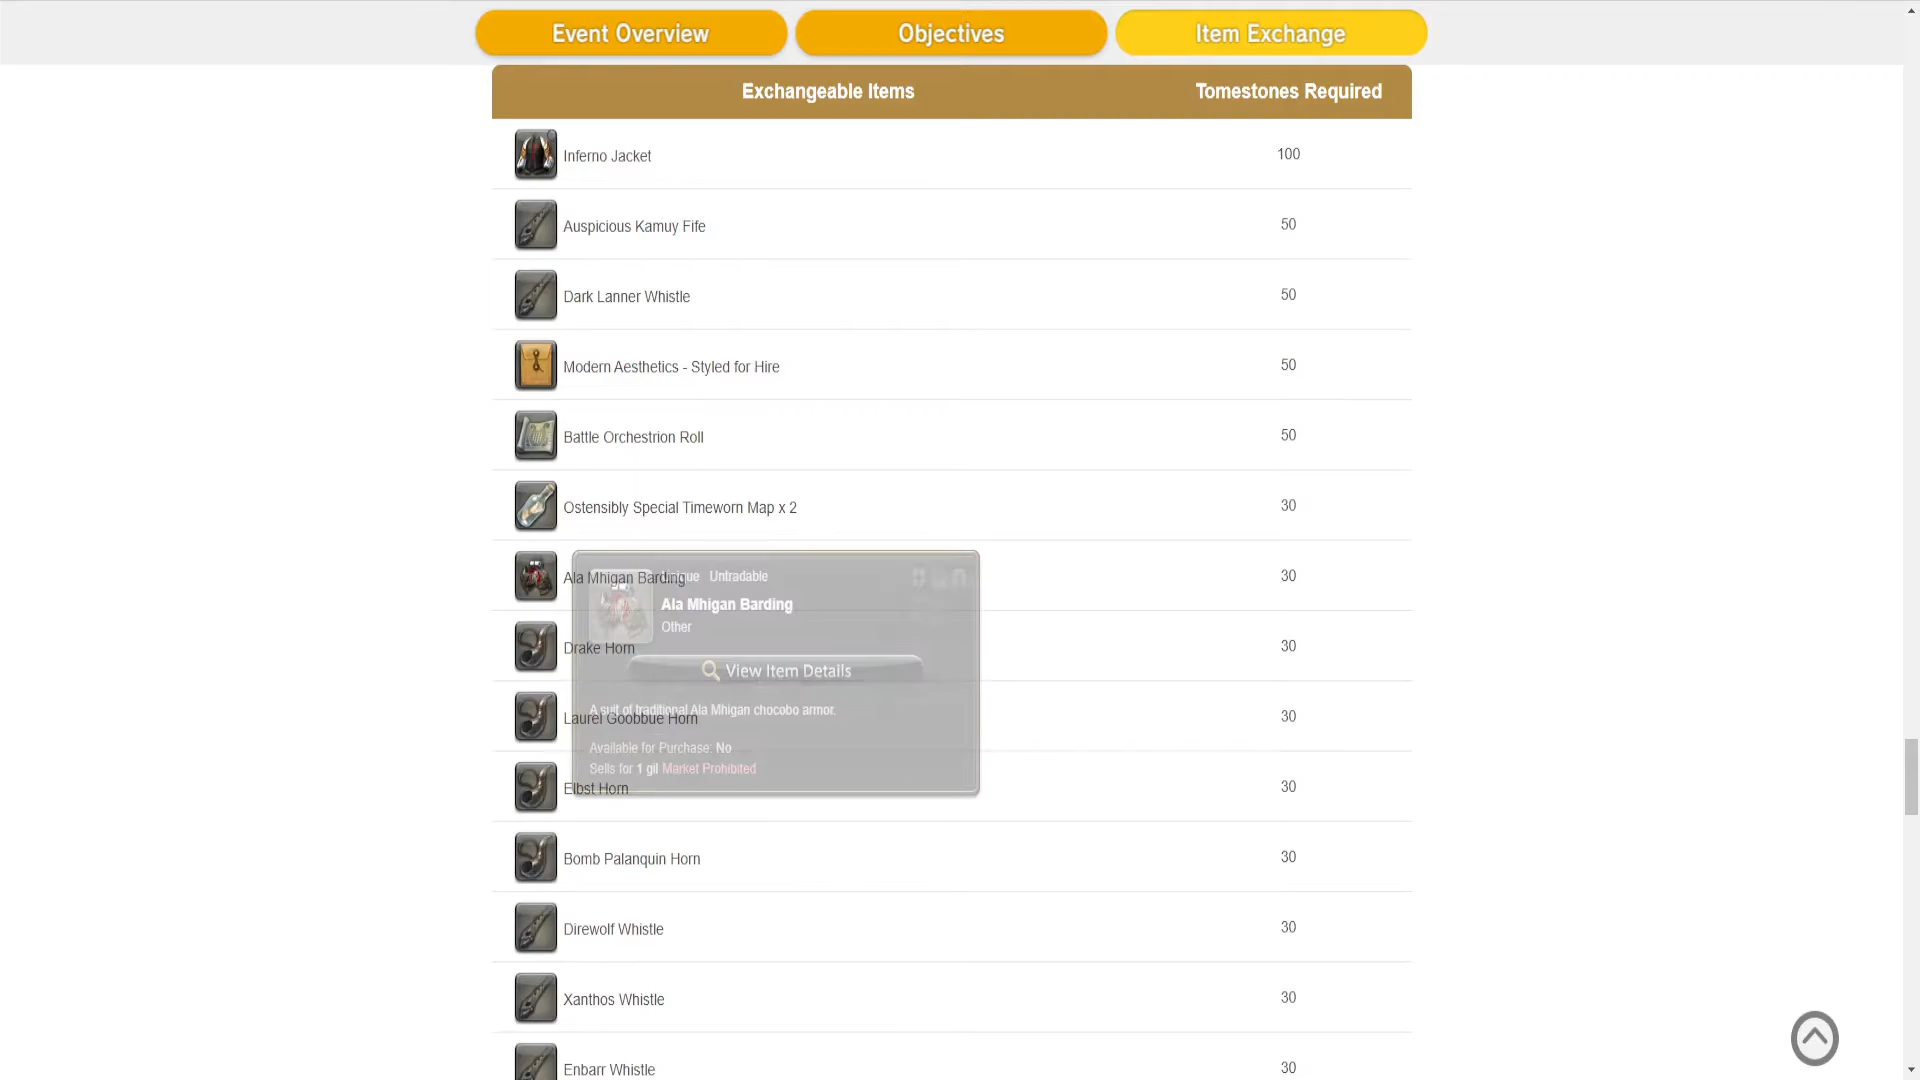 Event Overview
Objectives
Item Exchange
Exchangeable Items
Tomestones Required
Inferno Jacket
100
Auspicious Kamuy Fife
50
Dark Lanner Whistle
50
Modern Aesthetics - Styled for Hire
50
Battle Orchestrion Roll
50
Ostensibly Special Timeworn Map x 2
30
Ala Mhigan Barding
30
Unique Untradable
Ala Mhigan Barding
Other
Drake Horn
30
View Item Details
A suit of traditional Ala Mhigan chocobo armor.
Laurel Goobbue Horn
30
Available for Purchase: No
Sells for 1 gil Market Prohibited
Elbst Horn
30
Bomb Palanquin Horn
30
Direwolf Whistle
30
Xanthos Whistle
30
Enbarr Whistle
30